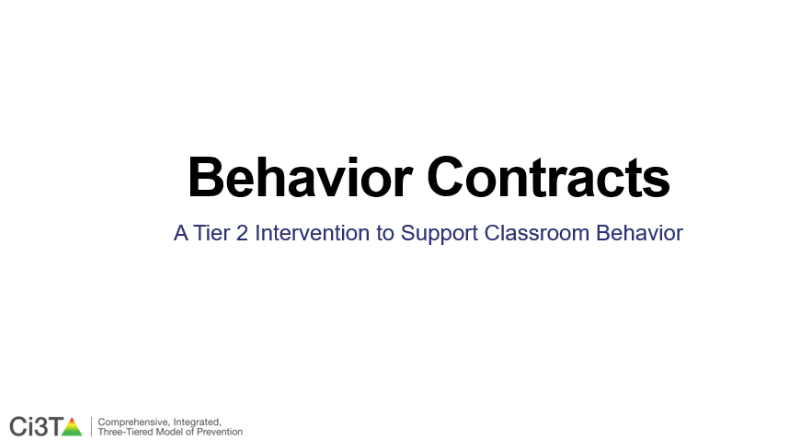 Behavior Contracts
A Tier 2 Intervention to Support Classroom Behavior
Ci3T
Comprehensive, Integrated,
Three-Tiered Model of Prevention